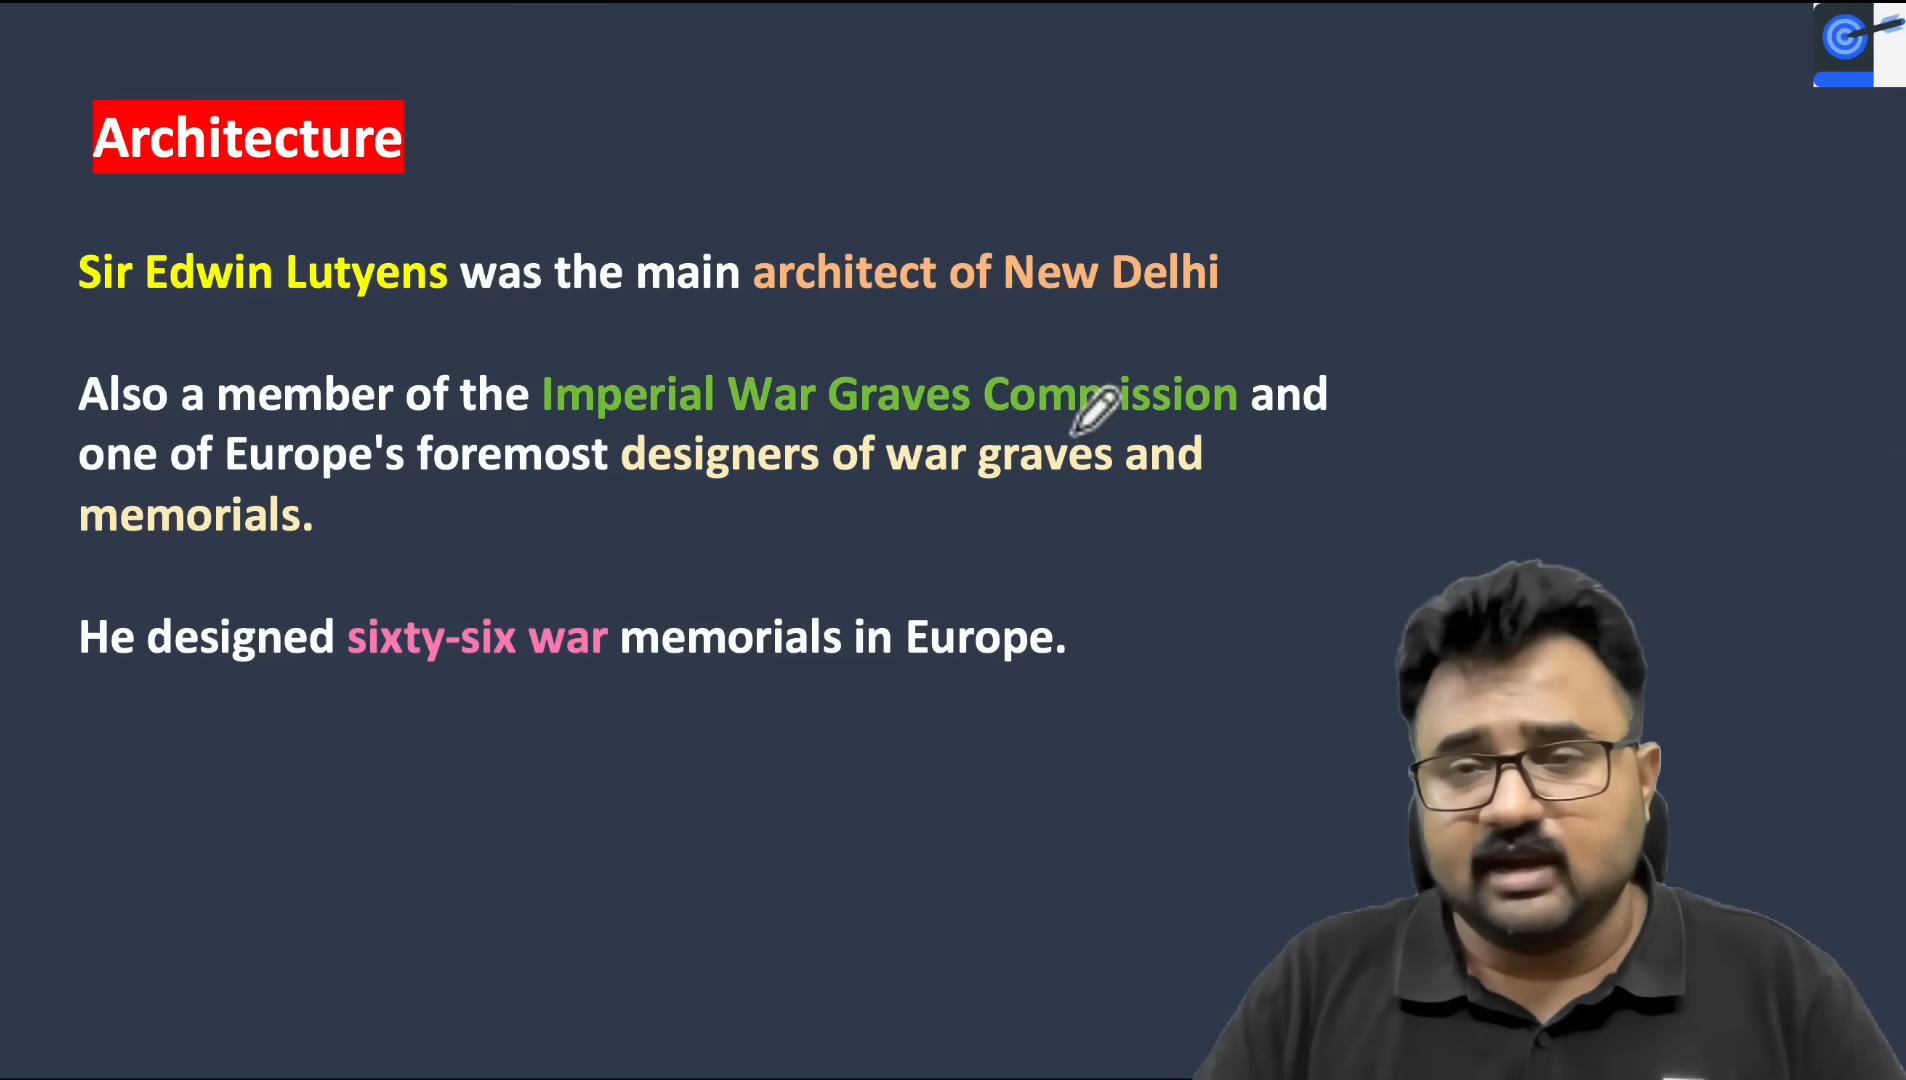 Architecture
Sir Edwin Lutyens was the main architect of New Delhi
Also a member of the Imperial War Graves Commission and
one of Europe's foremost designers of war graves and
memorials.
He designed sixty-six war memorials in Europe.